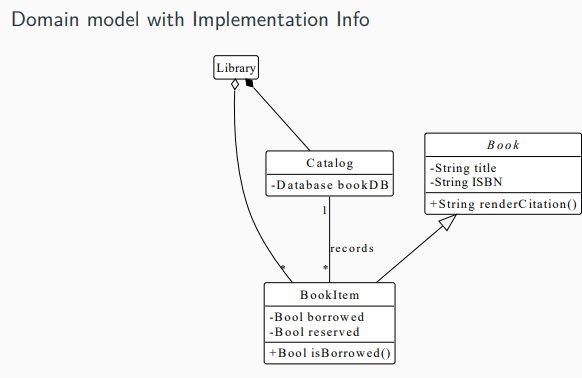 Domain model with Implementation Info
Library
Catalog
-Database bookDB
Book
-String title
-String ISBN
+String renderCitation()
1
records
*
*
BookItem
-Bool borrowed
-Bool reserved
+Bool isBorrowed()